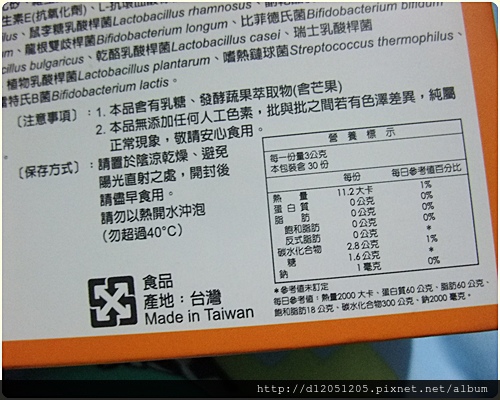 生素E(抗氧化劑)、L-抗壞血酸
、鼠李糖乳酸桿菌Lactobacillus rhamnosus、副乾酪
、龍根雙歧桿菌Bifidobacterium longum、比菲德氏菌Bifidobacterium bifidum
bulgaricus、乾酪乳酸桿菌Lactobacillus casei、瑞士乳酸桿菌
、植物乳酸桿菌Lactobacillus plantarum、嗜熱鏈球菌Streptococcus thermophilus、
雷特氏B菌Bifidobacterium lactis。
〔注意事項〕：1. 本品含有乳糖、發酵蔬果萃取物(含芒果)
2. 本品無添加任何人工色素，批與批之間若有色澤差異，純屬
正常現象，敬請安心食用。
〔保存方式〕：請置於陰涼乾燥、避免
陽光直射之處，開封後
請儘早食用。
請勿以熱開水沖泡
（勿超過40°C）
營養標示
每一份量3公克
本包裝含 30 份
每份 每日參考值百分比
熱量 11.2 大卡 1%
蛋白質 0 公克 0%
脂肪 0 公克 0%
飽和脂肪 0 公克 0%
反式脂肪 0 公克 *
碳水化合物 2.8 公克 1%
糖 1.6 公克 *
鈉 1 毫克 0%
*參考值未訂定
每日參考值：熱量2000 大卡、蛋白質60 公克、脂肪60 公克、
飽和脂肪18 公克、碳水化合物300 公克、鈉2000 毫克。
食品
產地：台灣
Made in Taiwan
http://d12051205.pixnet.net/album